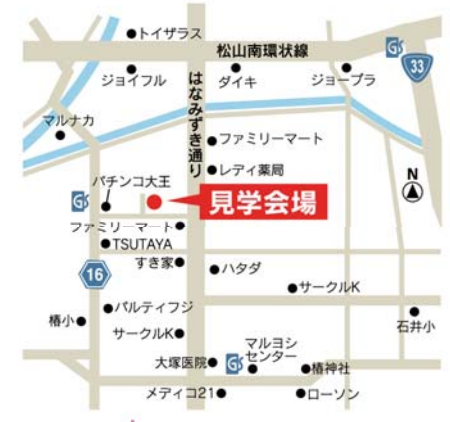 トイザラス
松山南環状線
GS
33
ジョイフル
ダイキ
ジョープラ
はなみずき通り
マルナカ
ファミリーマート
レディ薬局
N
パチンコ大王
GS
見学会場
ファミリーマート
TSUTAYA
すき家
ハタダ
16
サークルK
パルティフジ
椿小
サークルK
石井小
マルヨシ
センター
大塚医院
GS
椿神社
メディコ21
ローソン